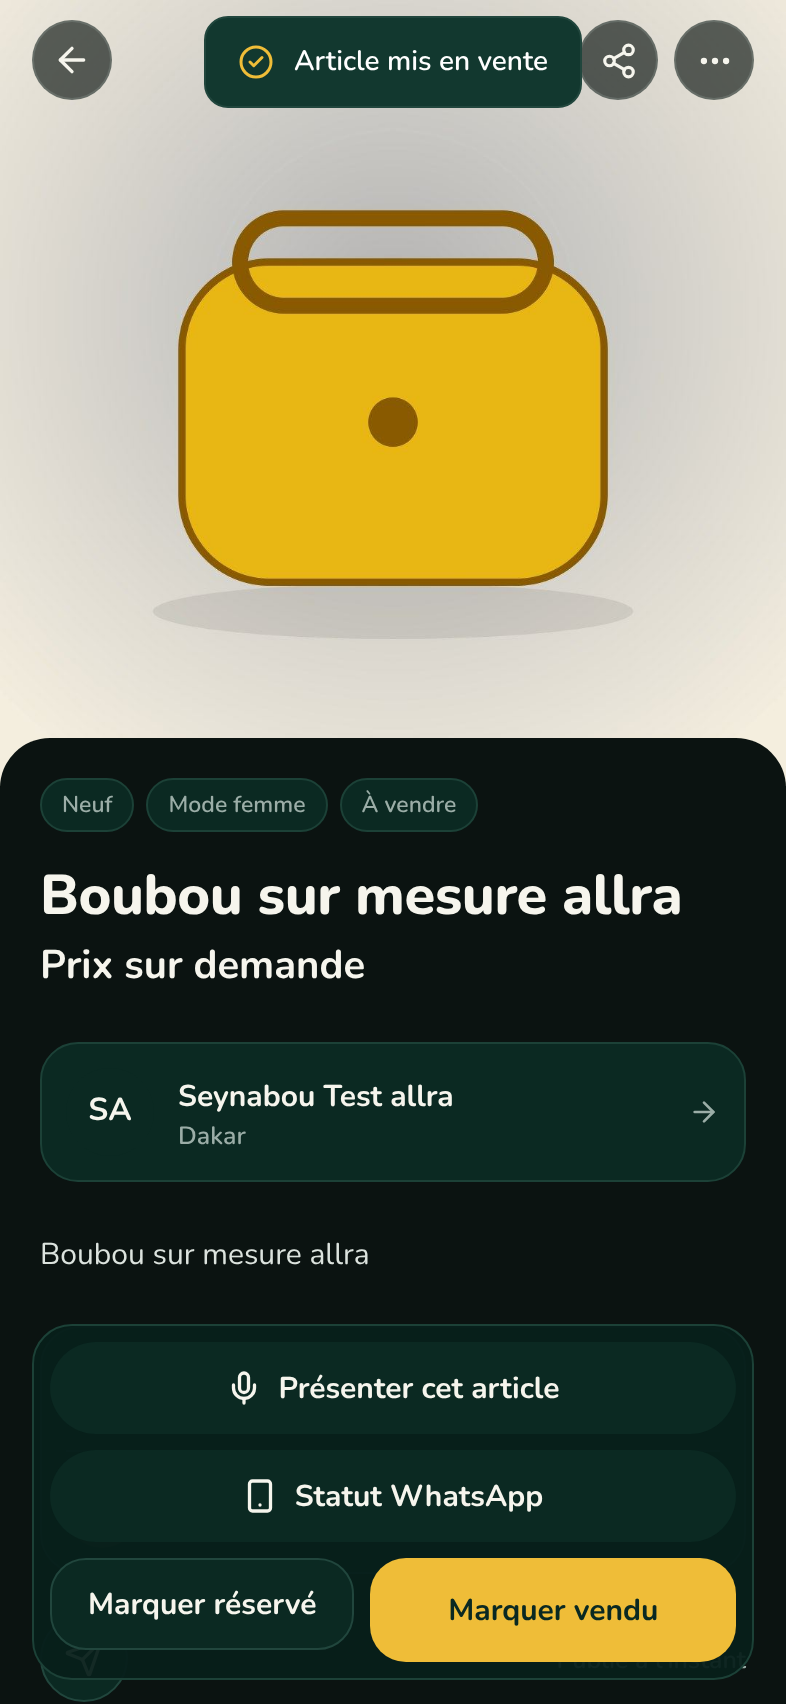 Article mis en vente
Neuf
Mode femme
À vendre
Boubou sur mesure allra
Prix sur demande
SA
Seynabou Test allra
Dakar
Boubou sur mesure allra
Présenter cet article
Statut WhatsApp
Marquer réservé
Marquer vendu